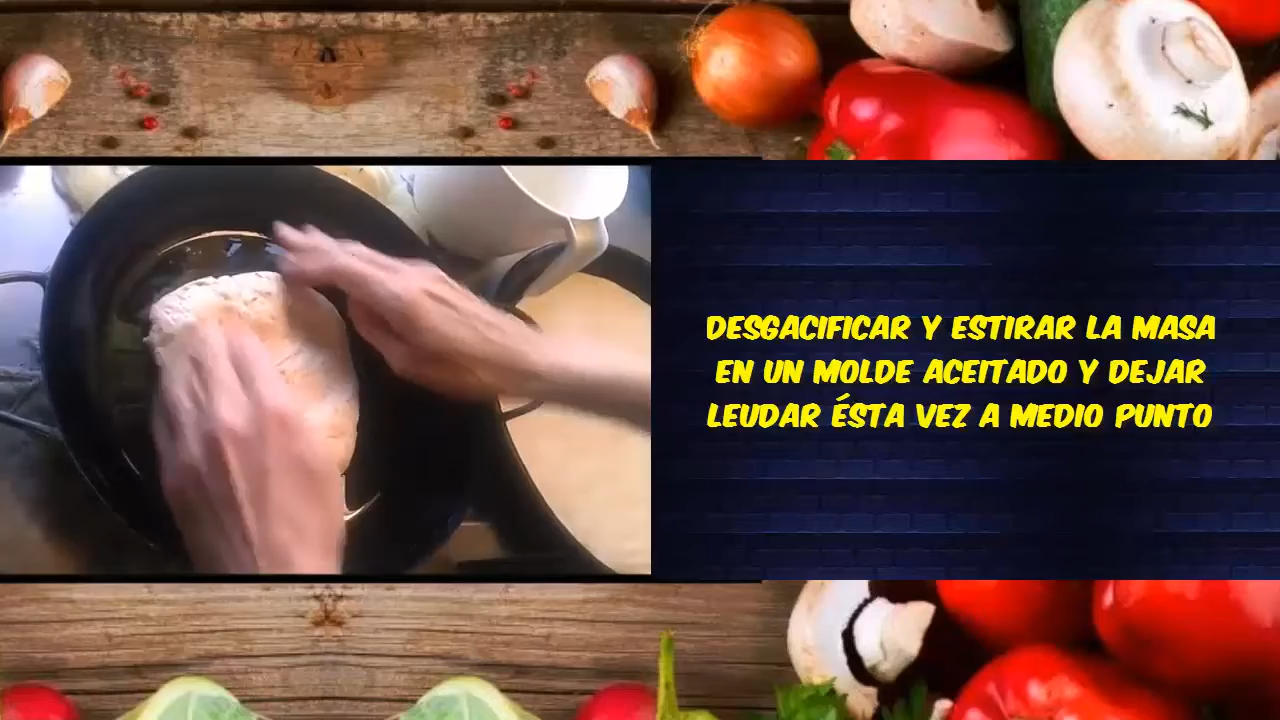 DESGACIFICAR Y ESTIRAR LA MASA
EN UN MOLDE ACEITADO Y DEJAR
LEUDAR ÉSTA VEZ A MEDIO PUNTO